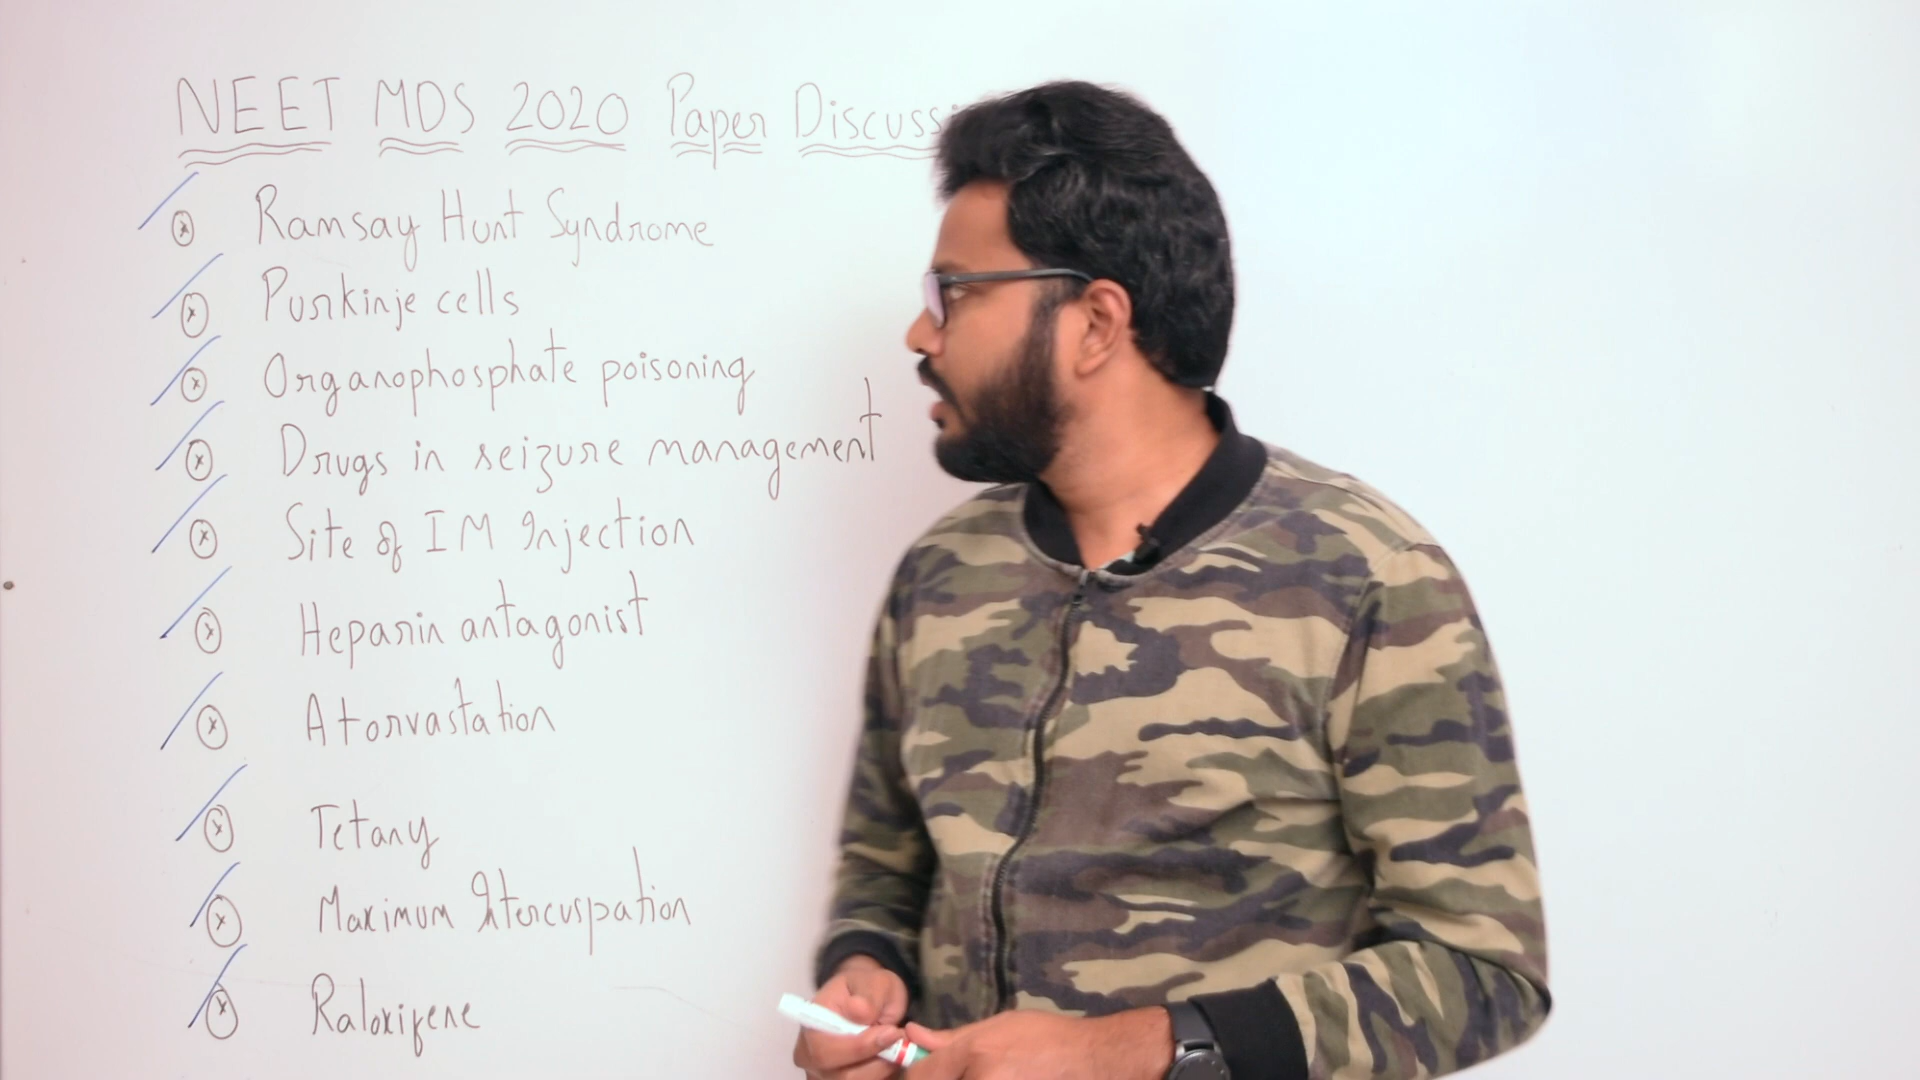 NEET MDS 2020 Paper Discussi
Ramsay Hunt Syndrome
Purkinje cells
Organophosphate poisoning
Drugs in seizure management
Site of IM Injection
Heparin antagonist
Atorvastation
Tetany
Maximum Intercuspation
Raloxifene